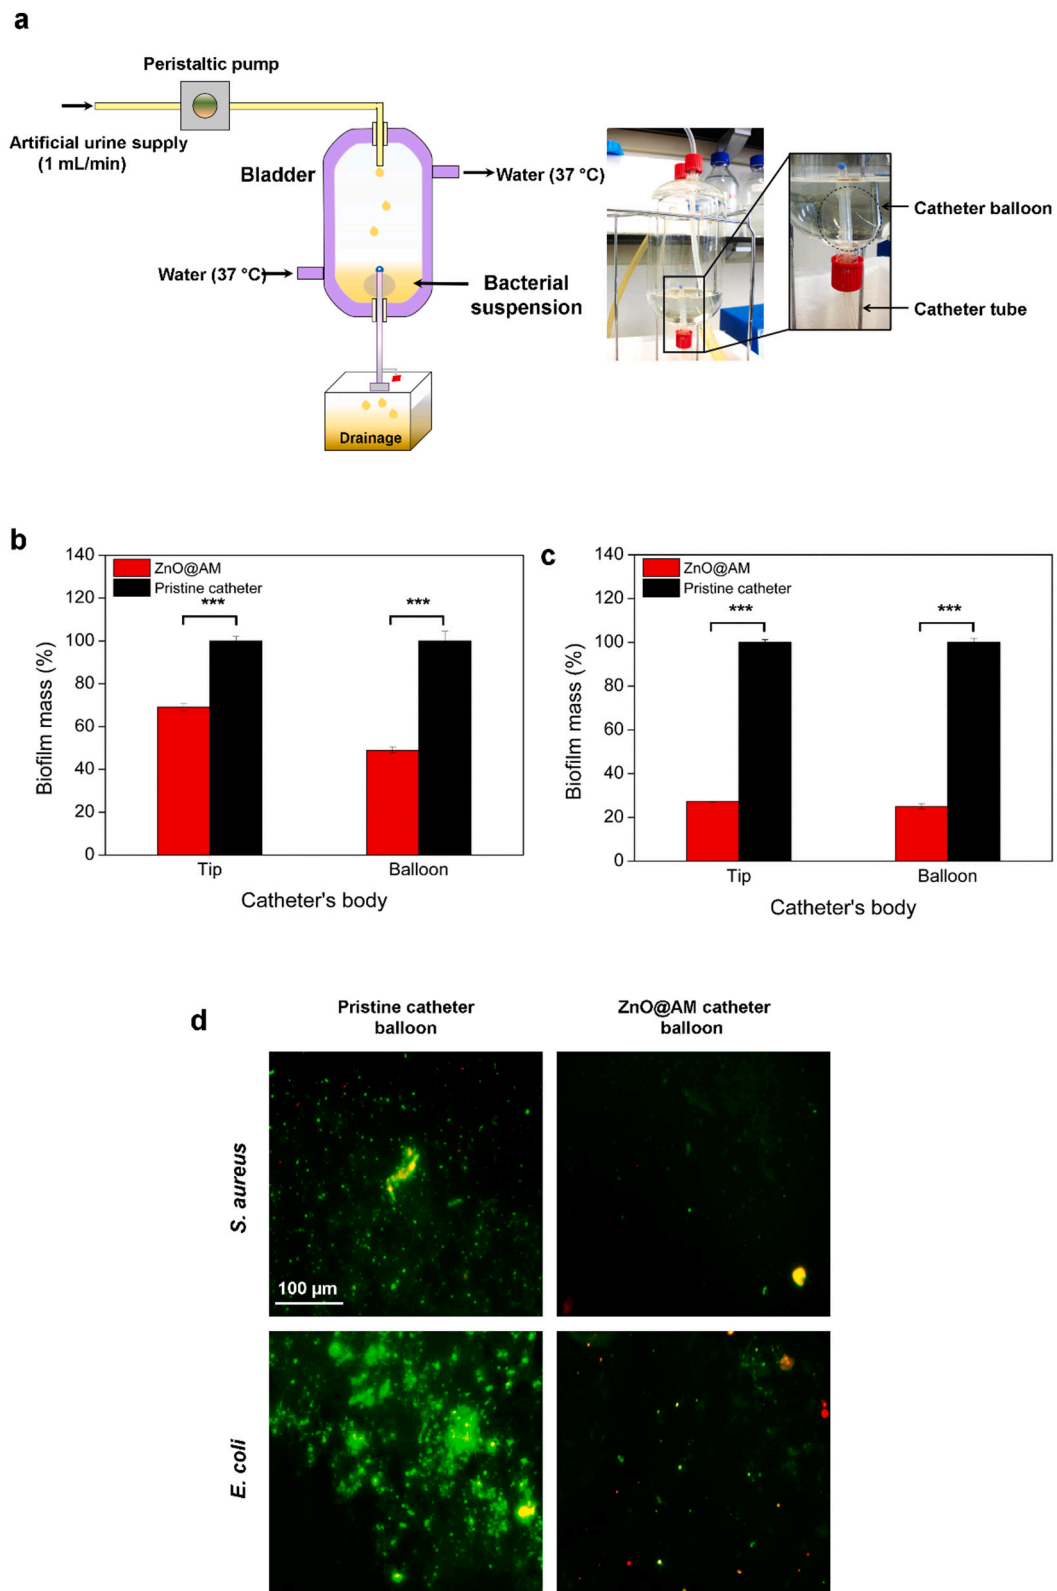 a
Peristaltic pump
Artificial urine supply
(1 mL/min)
Bladder
Water (37 °C)
Water (37 °C)
Bacterial
suspension
Drainage
Catheter balloon
Catheter tube
b
140
120
100
80
60
40
20
0
Biofilm mass (%)
ZnO@AM
Pristine catheter
***
***
Tip
Balloon
Catheter's body
c
140
120
100
80
60
40
20
0
Biofilm mass (%)
ZnO@AM
Pristine catheter
***
***
Tip
Balloon
Catheter's body
d
Pristine catheter
balloon
ZnO@AM catheter
balloon
S. aureus
100 µm
E. coli